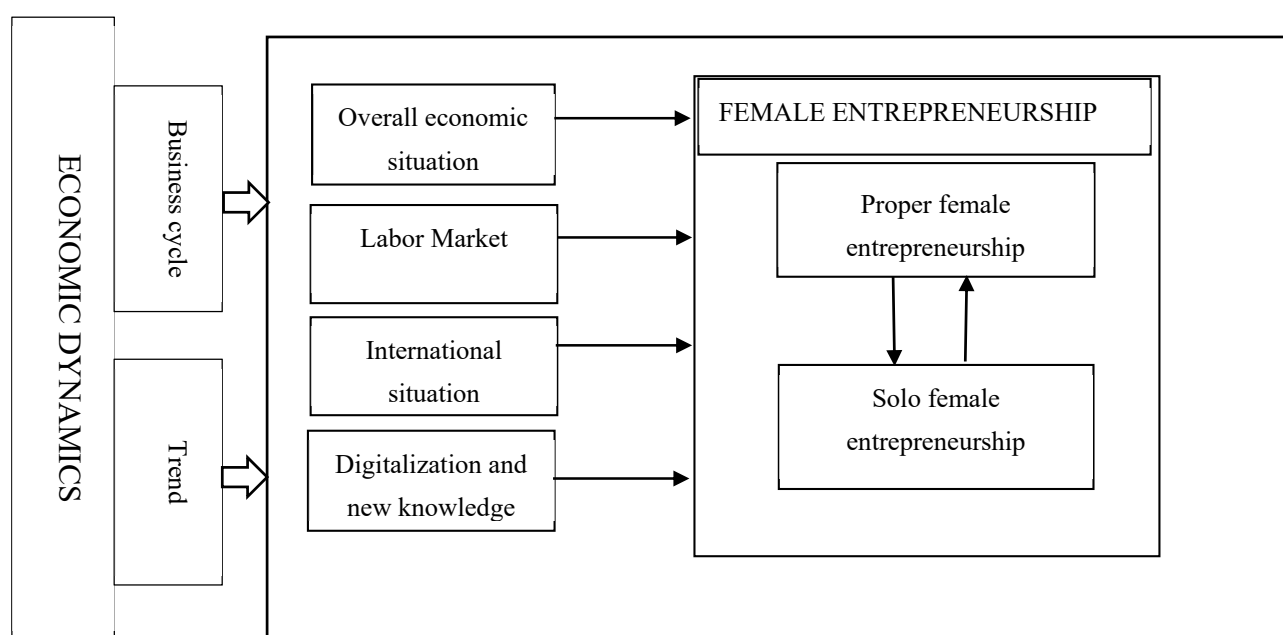 ECONOMIC DYNAMICS
Business cycle
Trend
Overall economic
situation
Labor Market
International
situation
Digitalization and
new knowledge
FEMALE ENTREPRENEURSHIP
Proper female
entrepreneurship
Solo female
entrepreneurship